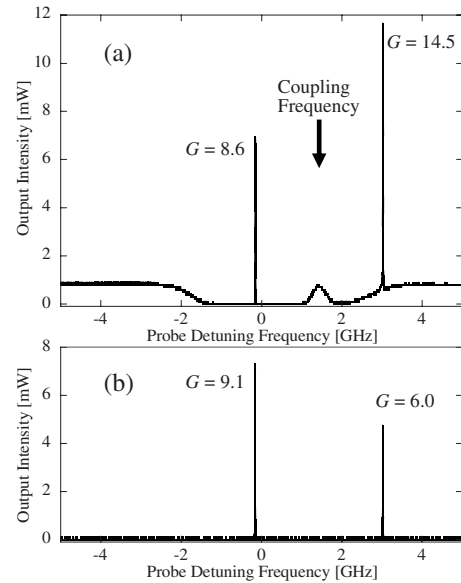 12
(a)
G = 14.5
10
Coupling
Frequency
8
G = 8.6
6
4
2
0
Output Intensity [mW]
-4
-2
0
2
4
Probe Detuning Frequency [GHz]
8
(b)
G = 9.1
6
G = 6.0
4
2
0
Output Intensity [mW]
-4
-2
0
2
4
Probe Detuning Frequency [GHz]